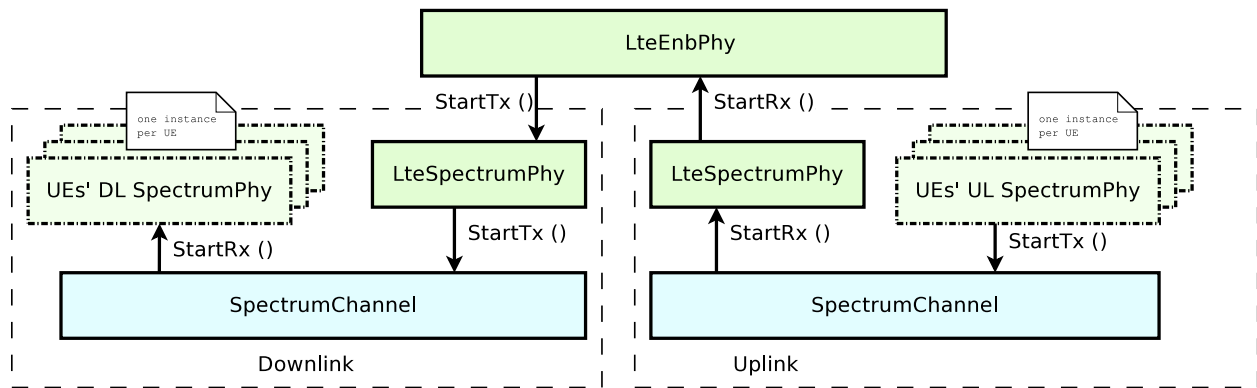 LteEnbPhy
StartTx ()
StartRx ()
one instance
per UE
UEs' DL SpectrumPhy
LteSpectrumPhy
StartRx ()
StartTx ()
SpectrumChannel
Downlink
one instance
per UE
LteSpectrumPhy
UEs' UL SpectrumPhy
StartRx ()
StartTx ()
SpectrumChannel
Uplink